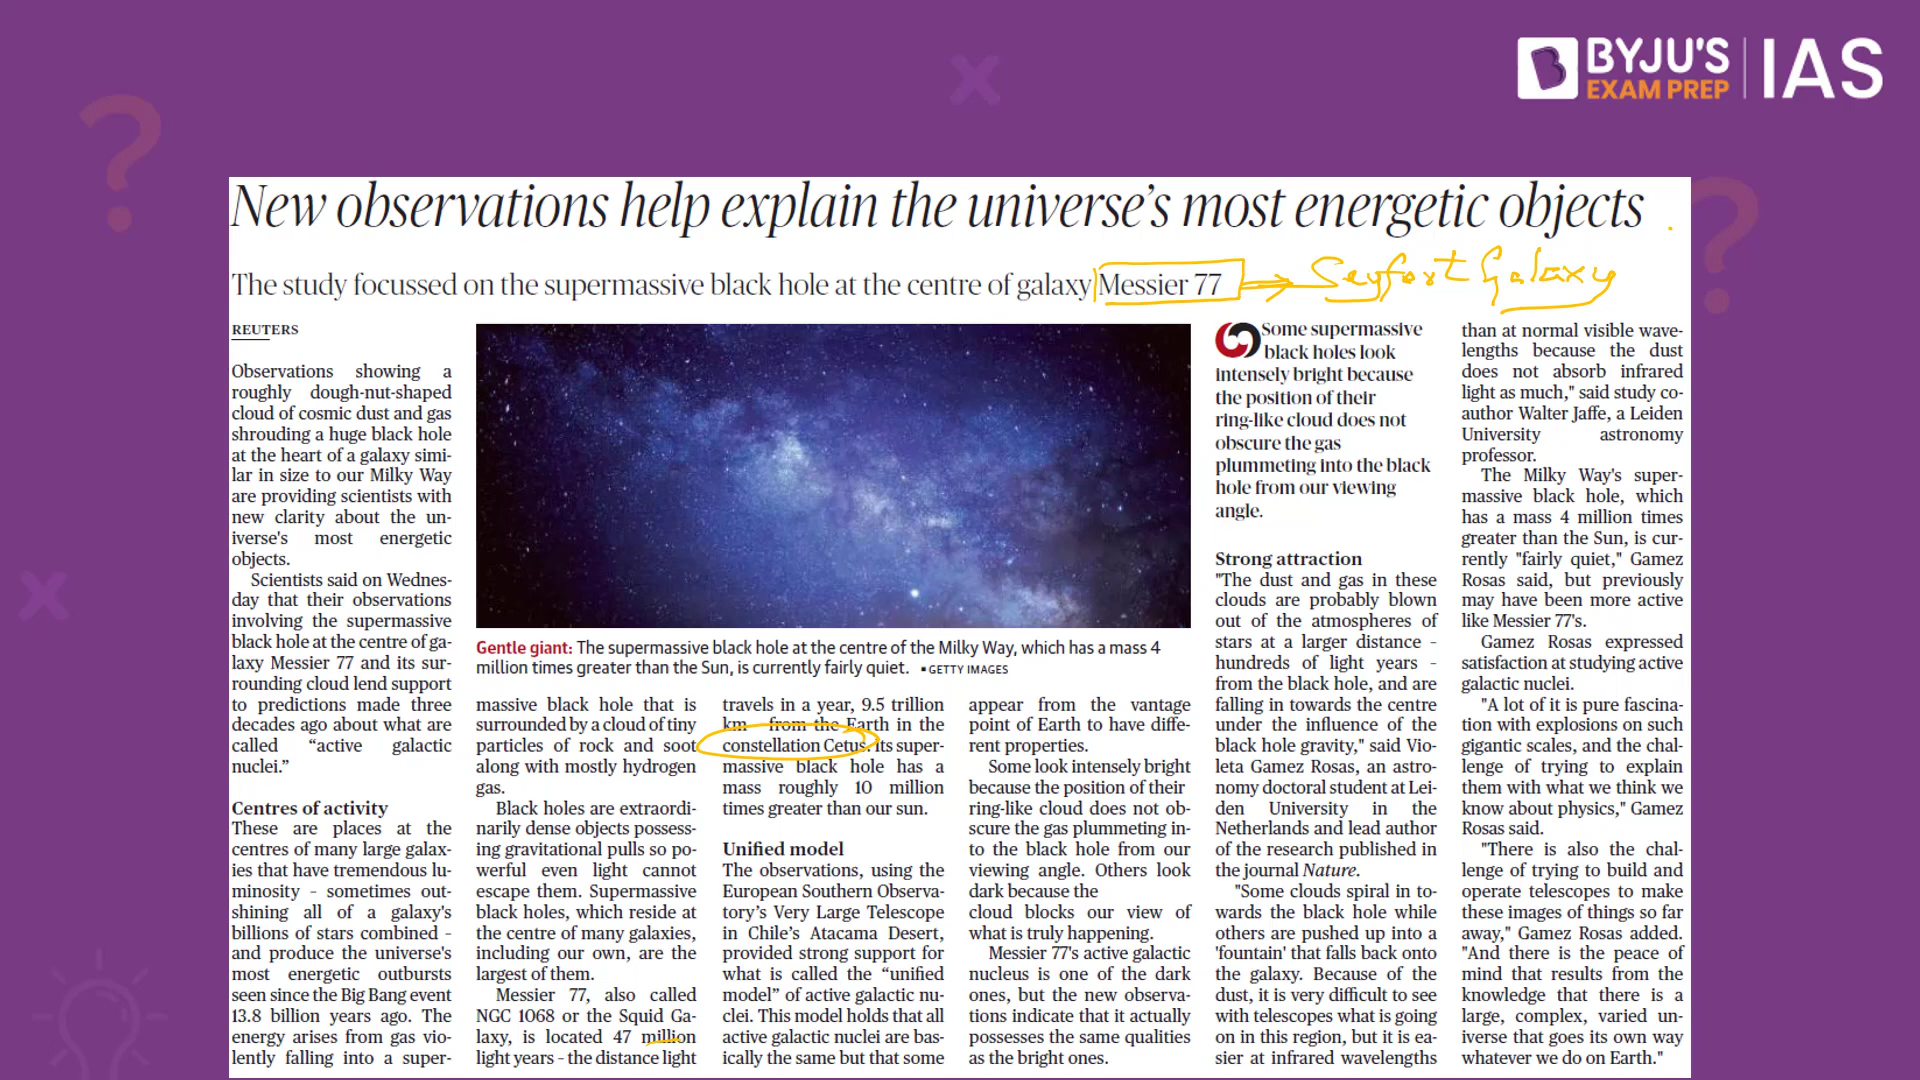 BYJU'S
EXAM PREP
IAS
New observations help explain the universe's most energetic objects
The study focussed on the supermassive black hole at the centre of galaxy Messier 77
Seyfort Galaxy
REUTERS
Observations showing a
roughly dough-nut-shaped
cloud of cosmic dust and gas
shrouding a huge black hole
at the heart of a galaxy simi-
lar in size to our Milky Way
are providing scientists with
new clarity about the un-
iverse's most energetic
objects.
Scientists said on Wednes-
day that their observations
involving the supermassive
black hole at the centre of ga-
laxy Messier 77 and its sur-
rounding cloud lend support
to predictions made three
decades ago about what are
called “active galactic
nuclei.”
Centres of activity
These are places at the
centres of many large galax-
ies that have tremendous lu-
minosity - sometimes out-
shining all of a galaxy's
billions of stars combined -
and produce the universe's
most energetic outbursts
seen since the Big Bang event
13.8 billion years ago. The
energy arises from gas vio-
lently falling into a super-
Gentle giant: The supermassive black hole at the centre of the Milky Way, which has a mass 4
million times greater than the Sun, is currently fairly quiet. ▪ GETTY IMAGES
massive black hole that is
surrounded by a cloud of tiny
particles of rock and soot
along with mostly hydrogen
gas.
Black holes are extraordi-
narily dense objects possess-
ing gravitational pulls so po-
werful even light cannot
escape them. Supermassive
black holes, which reside at
the centre of many galaxies,
including our own, are the
largest of them.
Messier 77, also called
NGC 1068 or the Squid Ga-
laxy, is located 47 million
light years - the distance light
travels in a year, 9.5 trillion
km - from the Earth in the
constellation Cetus. Its super-
massive black hole has a
mass roughly 10 million
times greater than our sun.
Unified model
The observations, using the
European Southern Observa-
tory's Very Large Telescope
in Chile's Atacama Desert,
provided strong support for
what is called the “unified
model” of active galactic nu-
clei. This model holds that all
active galactic nuclei are bas-
ically the same but that some
appear from the vantage
point of Earth to have diffe-
rent properties.
Some look intensely bright
because the position of their
ring-like cloud does not ob-
scure the gas plummeting in-
to the black hole from our
viewing angle. Others look
dark because the
cloud blocks our view of
what is truly happening.
Messier 77's active galactic
nucleus is one of the dark
ones, but the new observa-
tions indicate that it actually
possesses the same qualities
as the bright ones.
Some supermassive
black holes look
intensely bright because
the position of their
ring-like cloud does not
obscure the gas
plummeting into the black
hole from our viewing
angle.
Strong attraction
"The dust and gas in these
clouds are probably blown
out of the atmospheres of
stars at a larger distance -
hundreds of light years -
from the black hole, and are
falling in towards the centre
under the influence of the
black hole gravity," said Vio-
leta Gamez Rosas, an astro-
nomy doctoral student at Lei-
den University in the
Netherlands and lead author
of the research published in
the journal Nature.
"Some clouds spiral in to-
wards the black hole while
others are pushed up into a
'fountain' that falls back onto
the galaxy. Because of the
dust, it is very difficult to see
with telescopes what is going
on in this region, but it is ea-
sier at infrared wavelengths
than at normal visible wave-
lengths because the dust
does not absorb infrared
light as much," said study co-
author Walter Jaffe, a Leiden
University astronomy
professor.
The Milky Way's super-
massive black hole, which
has a mass 4 million times
greater than the Sun, is cur-
rently "fairly quiet," Gamez
Rosas said, but previously
may have been more active
like Messier 77's.
Gamez Rosas expressed
satisfaction at studying active
galactic nuclei.
"A lot of it is pure fascina-
tion with explosions on such
gigantic scales, and the chal-
lenge of trying to explain
them with what we think we
know about physics," Gamez
Rosas said.
"There is also the chal-
lenge of trying to build and
operate telescopes to make
these images of things so far
away," Gamez Rosas added.
"And there is the peace of
mind that results from the
knowledge that there is a
large, complex, varied un-
iverse that goes its own way
whatever we do on Earth."